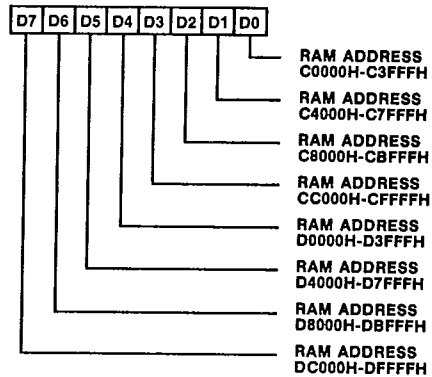 D7 D6 D5 D4 D3 D2 D1 D0
RAM ADDRESS
C0000H-C3FFFH
RAM ADDRESS
C4000H-C7FFFH
RAM ADDRESS
C8000H-CBFFFH
RAM ADDRESS
CC000H-CFFFFH
RAM ADDRESS
D0000H-D3FFFH
RAM ADDRESS
D4000H-D7FFFH
RAM ADDRESS
D8000H-DBFFFH
RAM ADDRESS
DC000H-DFFFFH